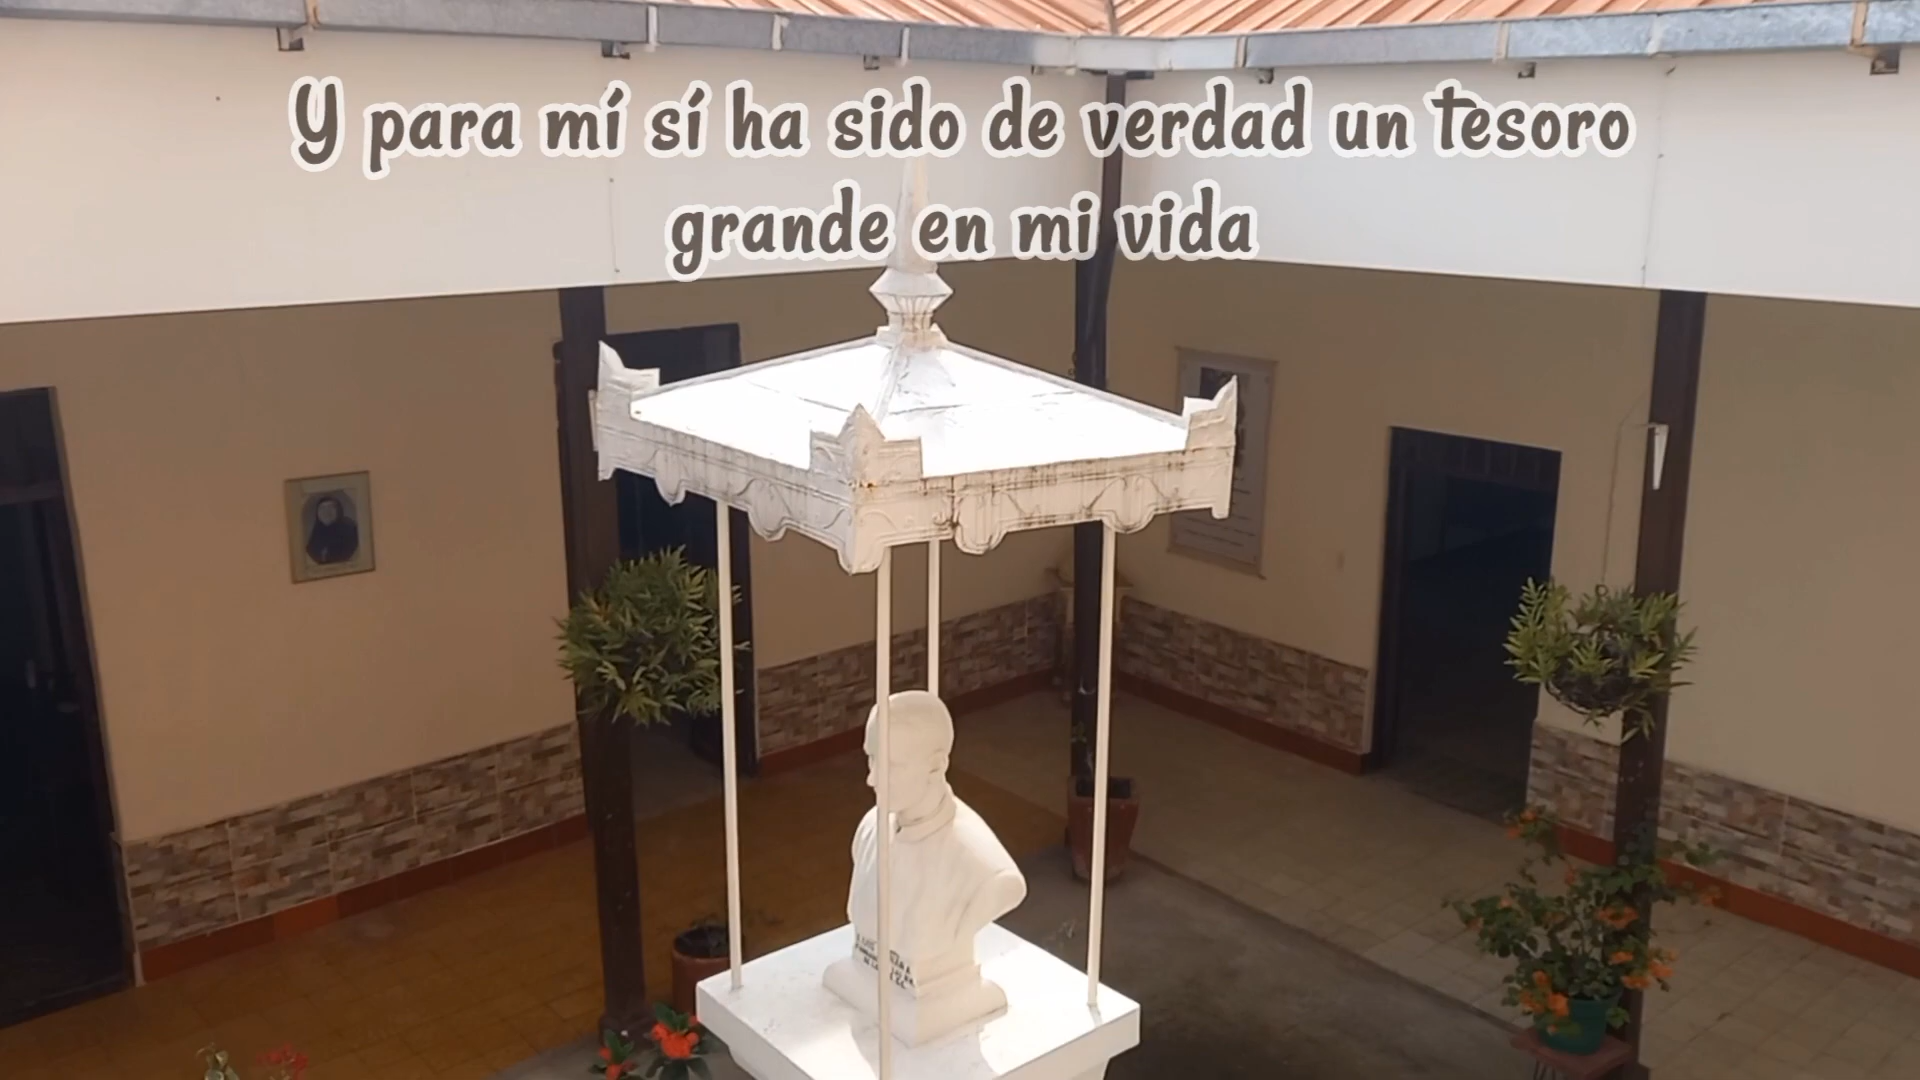 Y para mí sí ha sido de verdad un tesoro
grande en mi vida